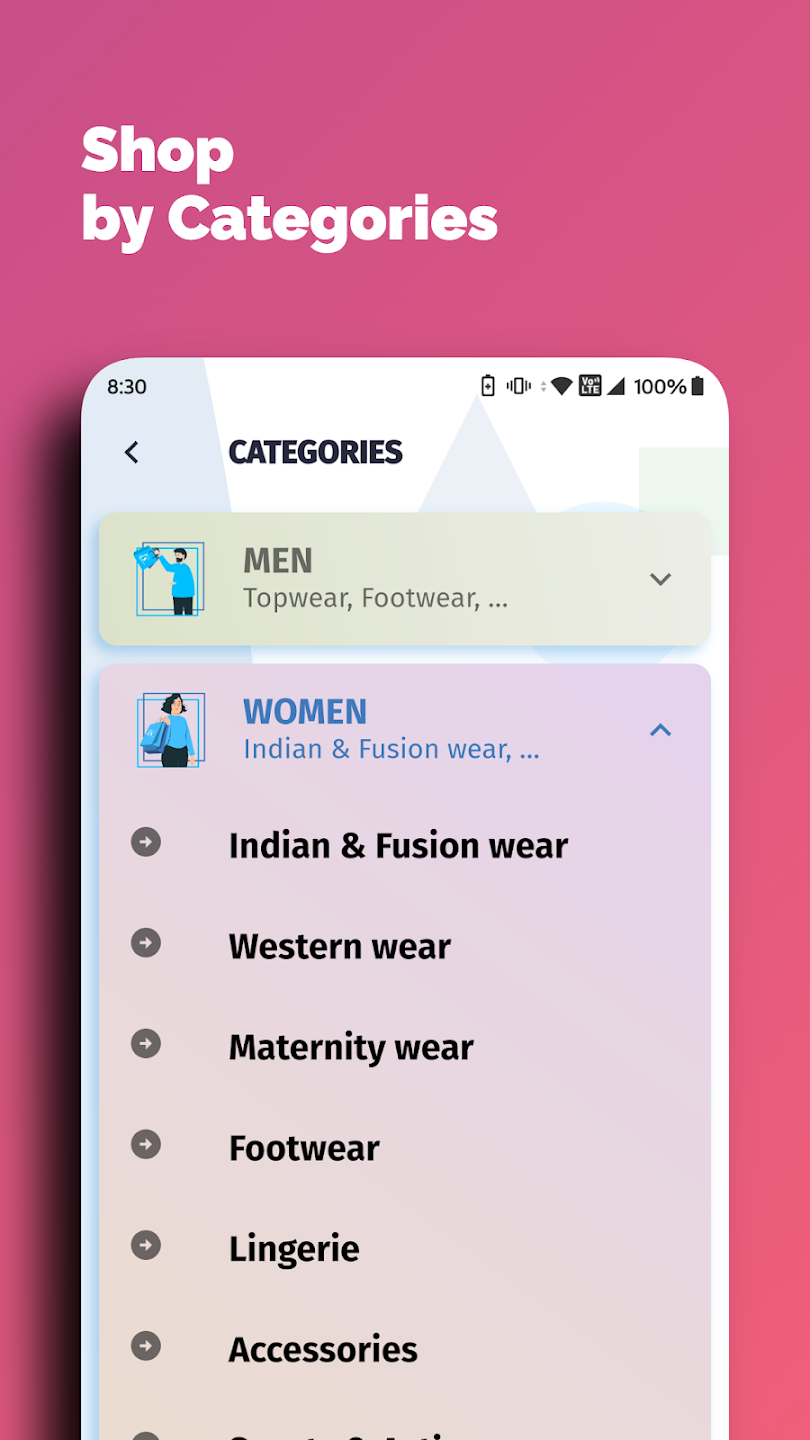 Shop
by Categories
8:30
Vo LTE 100%
CATEGORIES
MEN
Topwear, Footwear, ...
WOMEN
Indian & Fusion wear, ...
Indian & Fusion wear
Western wear
Maternity wear
Footwear
Lingerie
Accessories